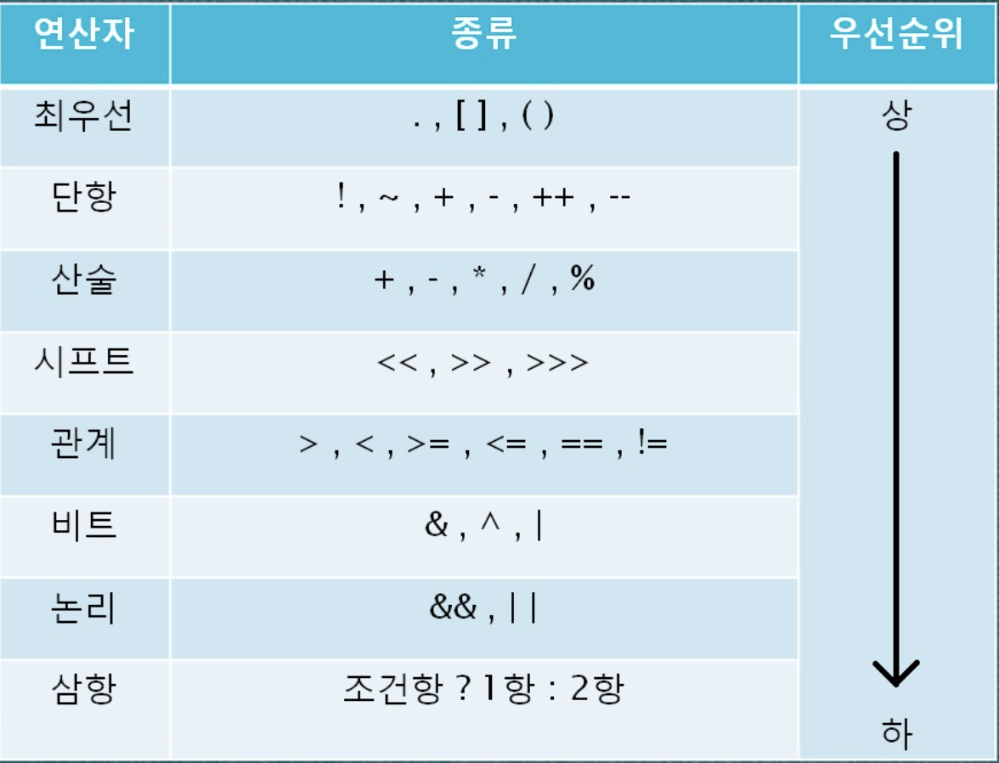 연산자 종류 우선순위
최우선 . , [ ] , ( ) 상
단항 ! , ~ , + , - , ++ , --
산술 + , - , * , / , %
시프트 << , >> , >>>
관계 > , < , >= , <= , == , !=
비트 & , ^ , |
논리 && , | |
삼항 조건항 ? 1항 : 2항
하